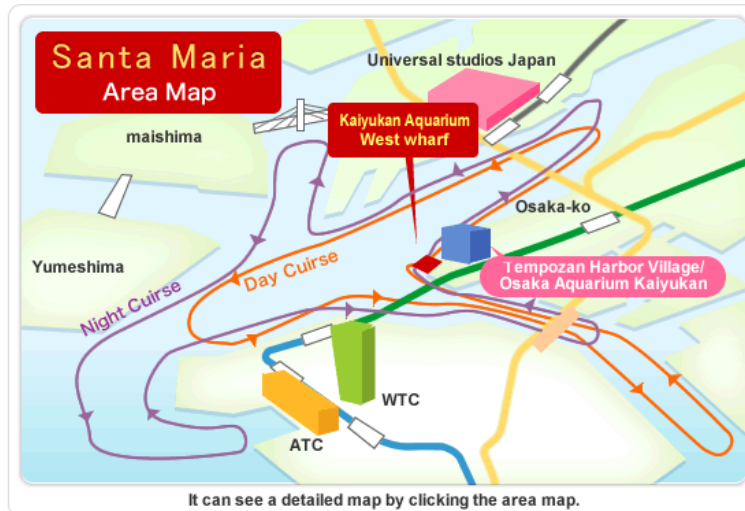 Santa Maria
Area Map
Universal studios Japan
maishima
Kaiyukan Aquarium
West wharf
Osaka-ko
Yumeshima
Tempozan Harbor Village/
Osaka Aquarium Kaiyukan
Day Cuirse
Night Cuirse
WTC
ATC
It can see a detailed map by clicking the area map.